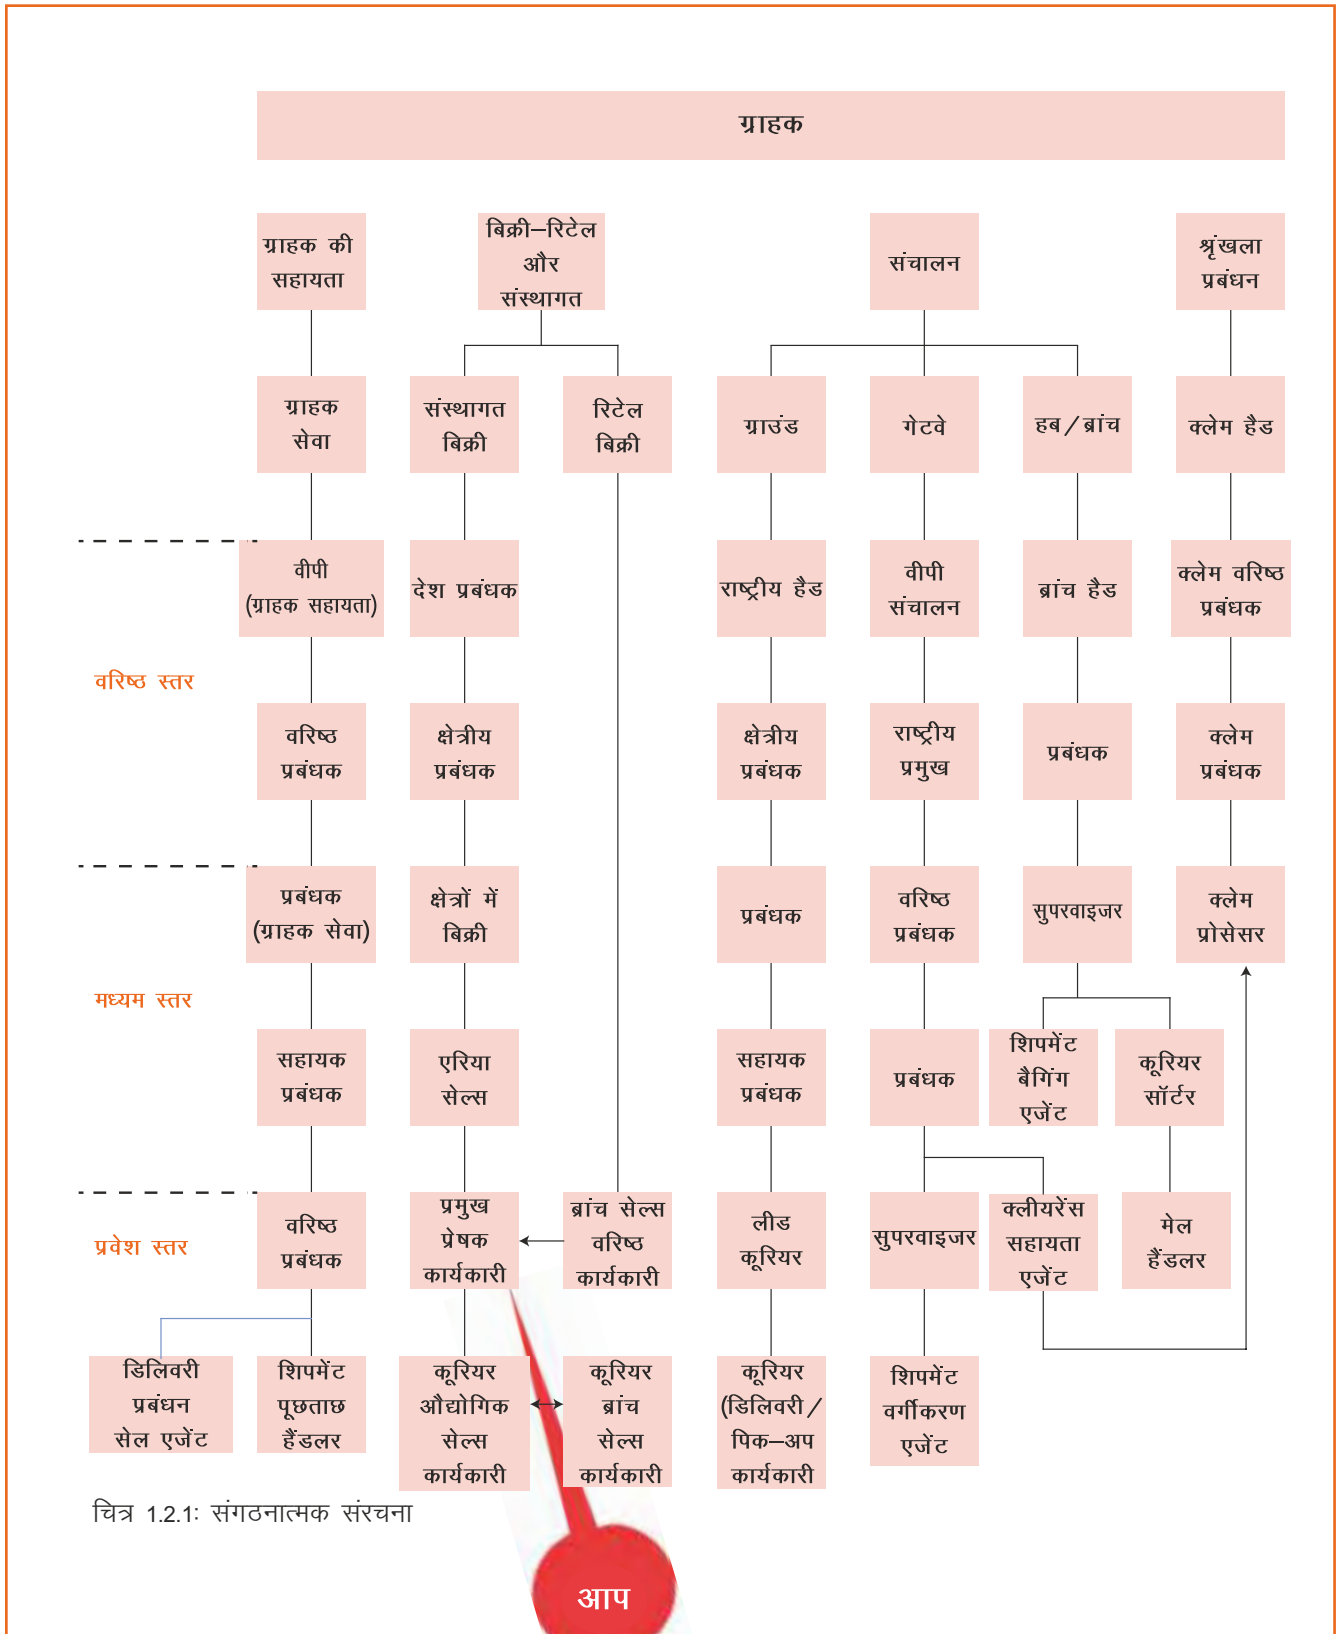 ग्राहक
ग्राहक की
सहायता
बिक्री–रिटेल
और
संस्थागत
संचालन
श्रृंखला
प्रबंधन
ग्राहक
सेवा
संस्थागत
बिक्री
रिटेल
बिक्री
ग्राउंड
गेटवे
हब/ब्रांच
क्लेम हैड
वीपी
(ग्राहक सहायता)
देश प्रबंधक
राष्ट्रीय हैड
वीपी
संचालन
ब्रांच हैड
क्लेम वरिष्ठ
प्रबंधक
वरिष्ठ स्तर
वरिष्ठ
प्रबंधक
क्षेत्रीय
प्रबंधक
क्षेत्रीय
प्रबंधक
राष्ट्रीय
प्रमुख
प्रबंधक
क्लेम
प्रबंधक
प्रबंधक
(ग्राहक सेवा)
क्षेत्रों में
बिक्री
प्रबंधक
वरिष्ठ
प्रबंधक
सुपरवाइजर
क्लेम
प्रोसेसर
मध्यम स्तर
सहायक
प्रबंधक
एरिया
सेल्स
सहायक
प्रबंधक
प्रबंधक
शिपमेंट
बैगिंग
एजेंट
कूरियर
सॉर्टर
प्रवेश स्तर
वरिष्ठ
प्रबंधक
प्रमुख
प्रेषक
कार्यकारी
ब्रांच सेल्स
वरिष्ठ
कार्यकारी
लीड
कूरियर
सुपरवाइजर
क्लीयरेंस
सहायता
एजेंट
मेल
हैंडलर
डिलिवरी
प्रबंधन
सेल एजेंट
शिपमेंट
पूछताछ
हैंडलर
कूरियर
औद्योगिक
सेल्स
कार्यकारी
कूरियर
ब्रांच
सेल्स
कार्यकारी
कूरियर
(डिलिवरी/
पिक–अप
कार्यकारी
शिपमेंट
वर्गीकरण
एजेंट
चित्र 1.2.1: संगठनात्मक संरचना
आप